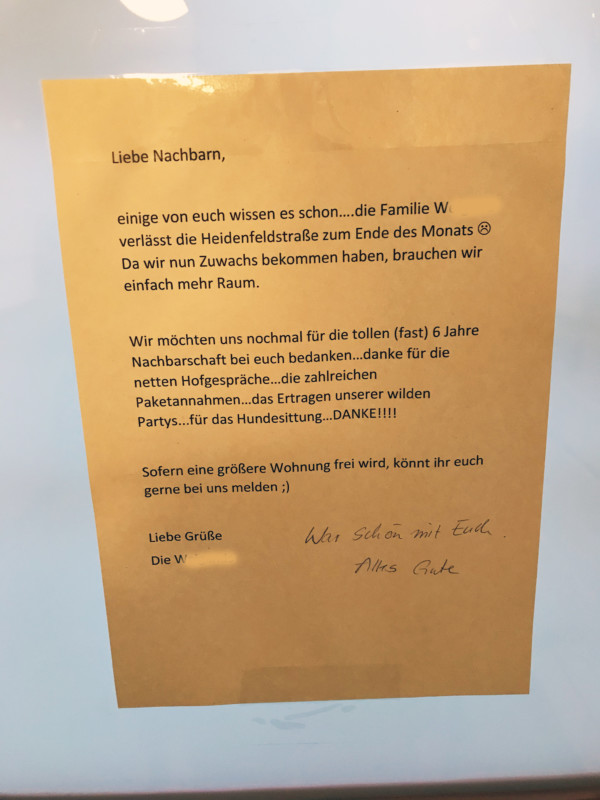 Liebe Nachbarn,
einige von euch wissen es schon....die Familie W
verlässt die Heidenfeldstraße zum Ende des Monats ☹
Da wir nun Zuwachs bekommen haben, brauchen wir
einfach mehr Raum.
Wir möchten uns nochmal für die tollen (fast) 6 Jahre
Nachbarschaft bei euch bedanken...danke für die
netten Hofgespräche...die zahlreichen
Paketannahmen...das Ertragen unserer wilden
Partys...für das Hundesittung...DANKE!!!!
Sofern eine größere Wohnung frei wird, könnt ihr euch
gerne bei uns melden ;)
Liebe Grüße
Die W
War schön mit Euch.
Alles Gute